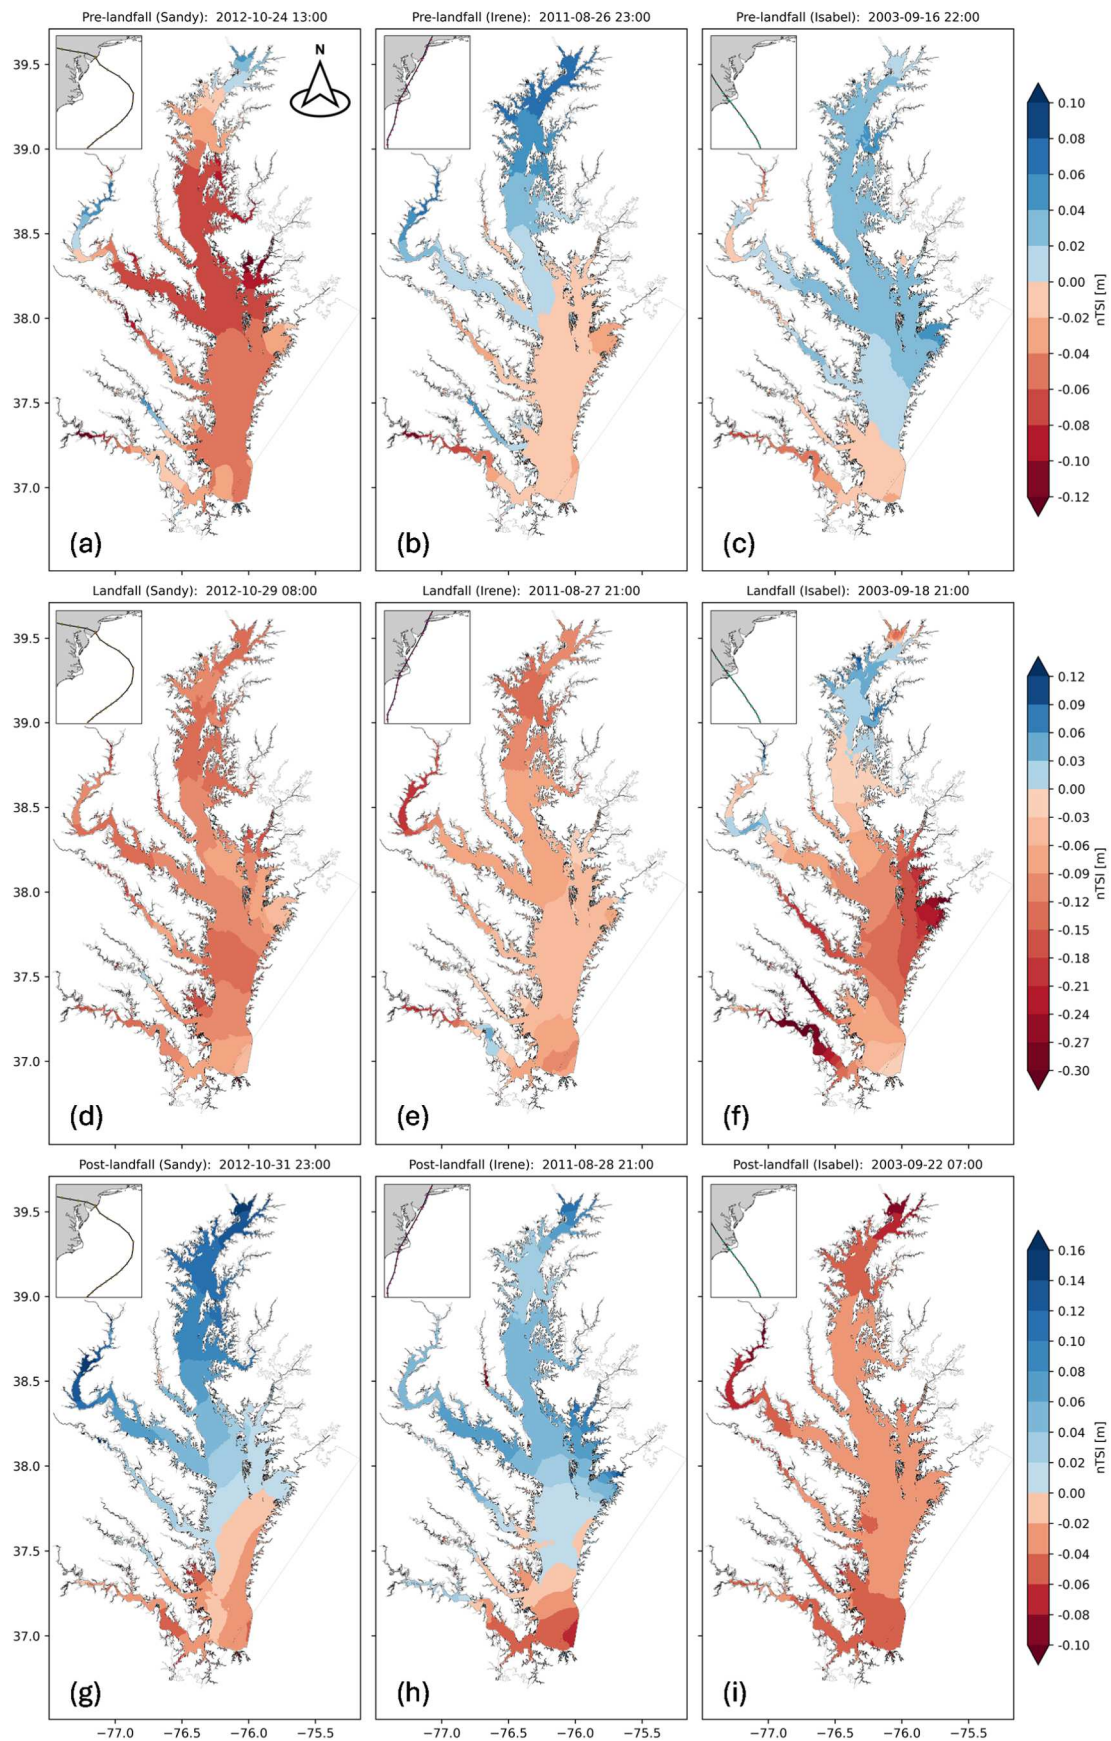 Pre-landfall (Sandy): 2012-10-24 13:00
Pre-landfall (Irene): 2011-08-26 23:00
Pre-landfall (Isabel): 2003-09-16 22:00
N
39.5
39.0
38.5
38.0
37.5
37.0
(a)
(b)
(c)
0.10
0.08
0.06
0.04
0.02
0.00
-0.02
-0.04
-0.06
-0.08
-0.10
-0.12
nTSI [m]
Landfall (Sandy): 2012-10-29 08:00
Landfall (Irene): 2011-08-27 21:00
Landfall (Isabel): 2003-09-18 21:00
39.5
39.0
38.5
38.0
37.5
37.0
(d)
(e)
(f)
0.12
0.09
0.06
0.03
0.00
-0.03
-0.06
-0.09
-0.12
-0.15
-0.18
-0.21
-0.24
-0.27
-0.30
nTSI [m]
Post-landfall (Sandy): 2012-10-31 23:00
Post-landfall (Irene): 2011-08-28 21:00
Post-landfall (Isabel): 2003-09-22 07:00
39.5
39.0
38.5
38.0
37.5
37.0
(g)
(h)
(i)
0.16
0.14
0.12
0.10
0.08
0.06
0.04
0.02
0.00
-0.02
-0.04
-0.06
-0.08
-0.10
nTSI [m]
−77.0 −76.5 −76.0 −75.5
−77.0 −76.5 −76.0 −75.5
−77.0 −76.5 −76.0 −75.5